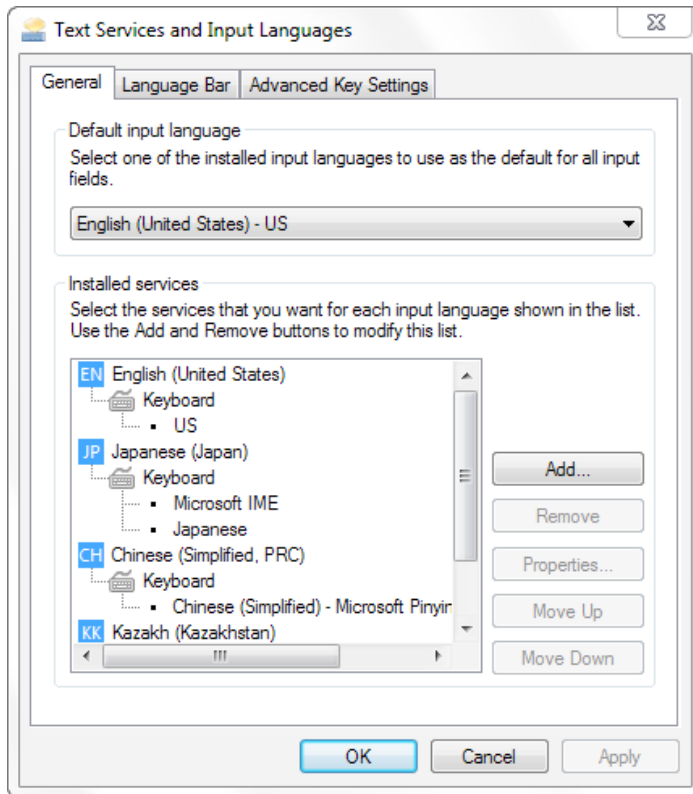 Text Services and Input Languages
General
Language Bar
Advanced Key Settings
Default input language
Select one of the installed input languages to use as the default for all input
fields.
English (United States) - US
Installed services
Select the services that you want for each input language shown in the list.
Use the Add and Remove buttons to modify this list.
EN English (United States)
Keyboard
US
JP Japanese (Japan)
Keyboard
Microsoft IME
Japanese
CH Chinese (Simplified, PRC)
Keyboard
Chinese (Simplified) - Microsoft Pinyin
KK Kazakh (Kazakhstan)
Add...
Remove
Properties...
Move Up
Move Down
OK
Cancel
Apply